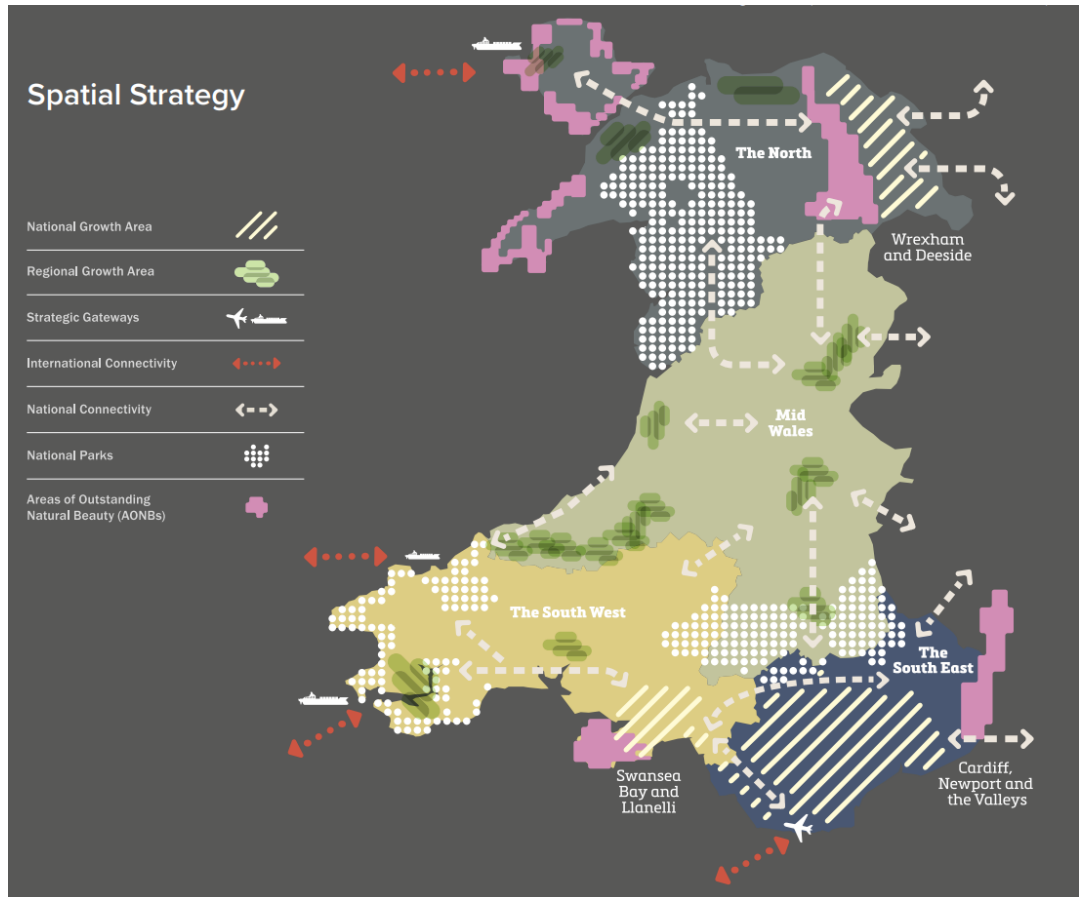 Spatial Strategy
National Growth Area
Regional Growth Area
Strategic Gateways
International Connectivity
National Connectivity
National Parks
Areas of Outstanding
Natural Beauty (AONBs)
The North
Wrexham
and Deeside
Mid
Wales
The South West
The
South East
Swansea
Bay and
Llanelli
Cardiff,
Newport and
the Valleys